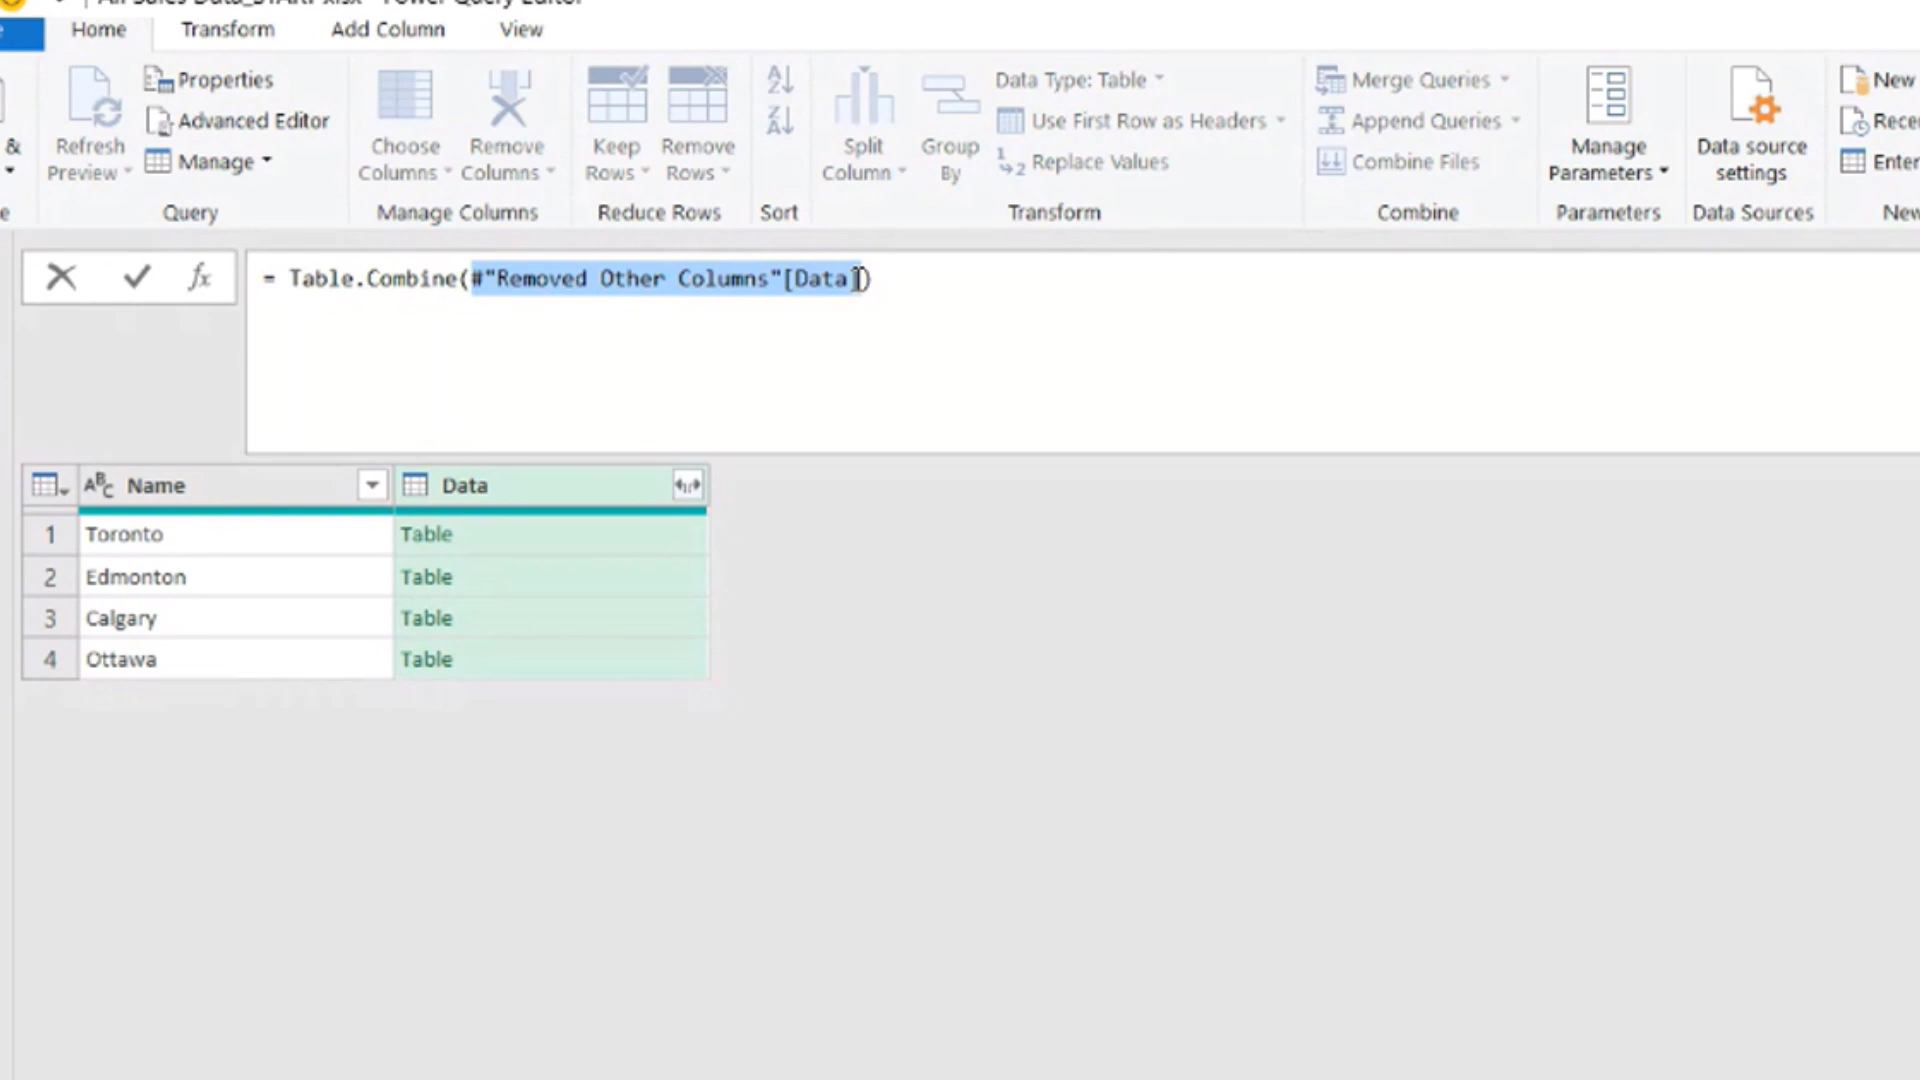 Power Query Editor
Home Transform Add Column View
Refresh Preview
Properties
Advanced Editor
Manage
Query
Choose Columns
Remove Columns
Manage Columns
Keep Rows
Remove Rows
Reduce Rows
Sort
Split Column
Group By
Data Type: Table
Use First Row as Headers
Replace Values
Transform
Merge Queries
Append Queries
Combine Files
Combine
Manage Parameters
Parameters
Data source settings
Data Sources
New
= Table.Combine(#"Removed Other Columns"[Data])
Name Data
1 Toronto Table
2 Edmonton Table
3 Calgary Table
4 Ottawa Table